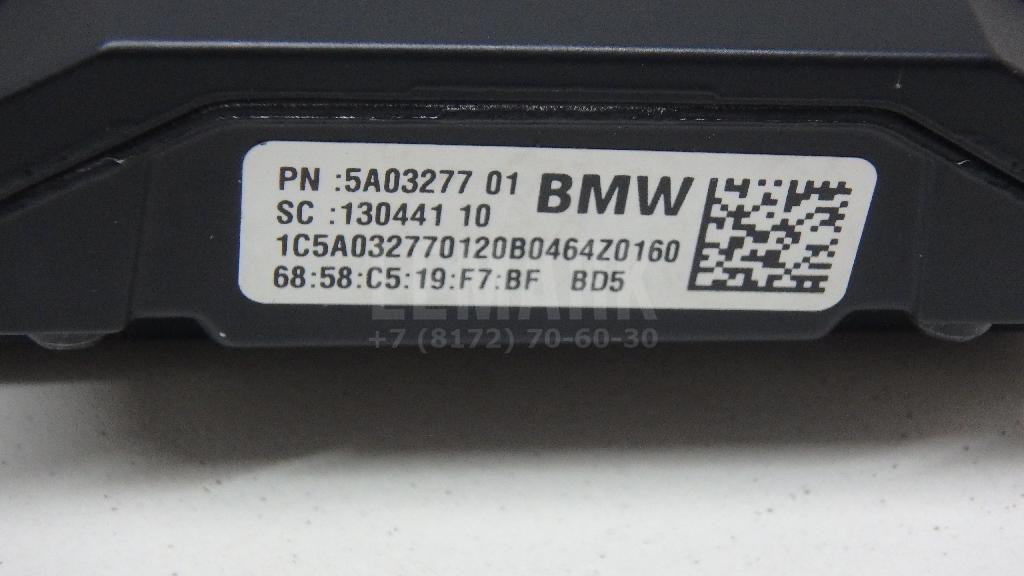 PN :5A03277 01 BMW
SC :130441 10
1C5A032770120B0464Z0160
68:58:C5:19:F7:BF BD5
ELMARK
+7 (8172) 70-60-30